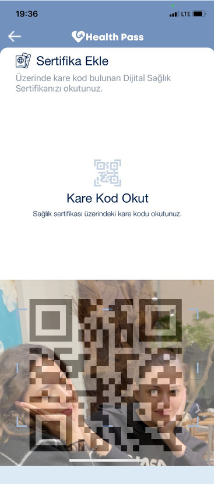 19:36
LTE
Health Pass
Sertifika Ekle
Üzerinde kare kod bulunan Dijital Sağlık
Sertifikanızı okutunuz.
Kare Kod Okut
Sağlık sertifikası üzerindeki kare kodu okutunuz.